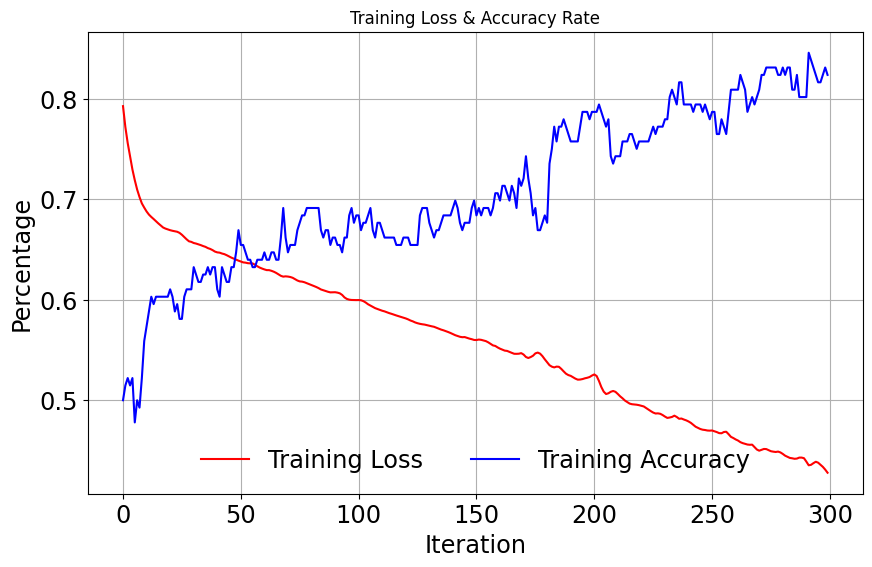 Training Loss & Accuracy Rate
Percentage
0.8
0.7
0.6
0.5
Training Loss Training Accuracy
0 50 100 150 200 250 300
Iteration